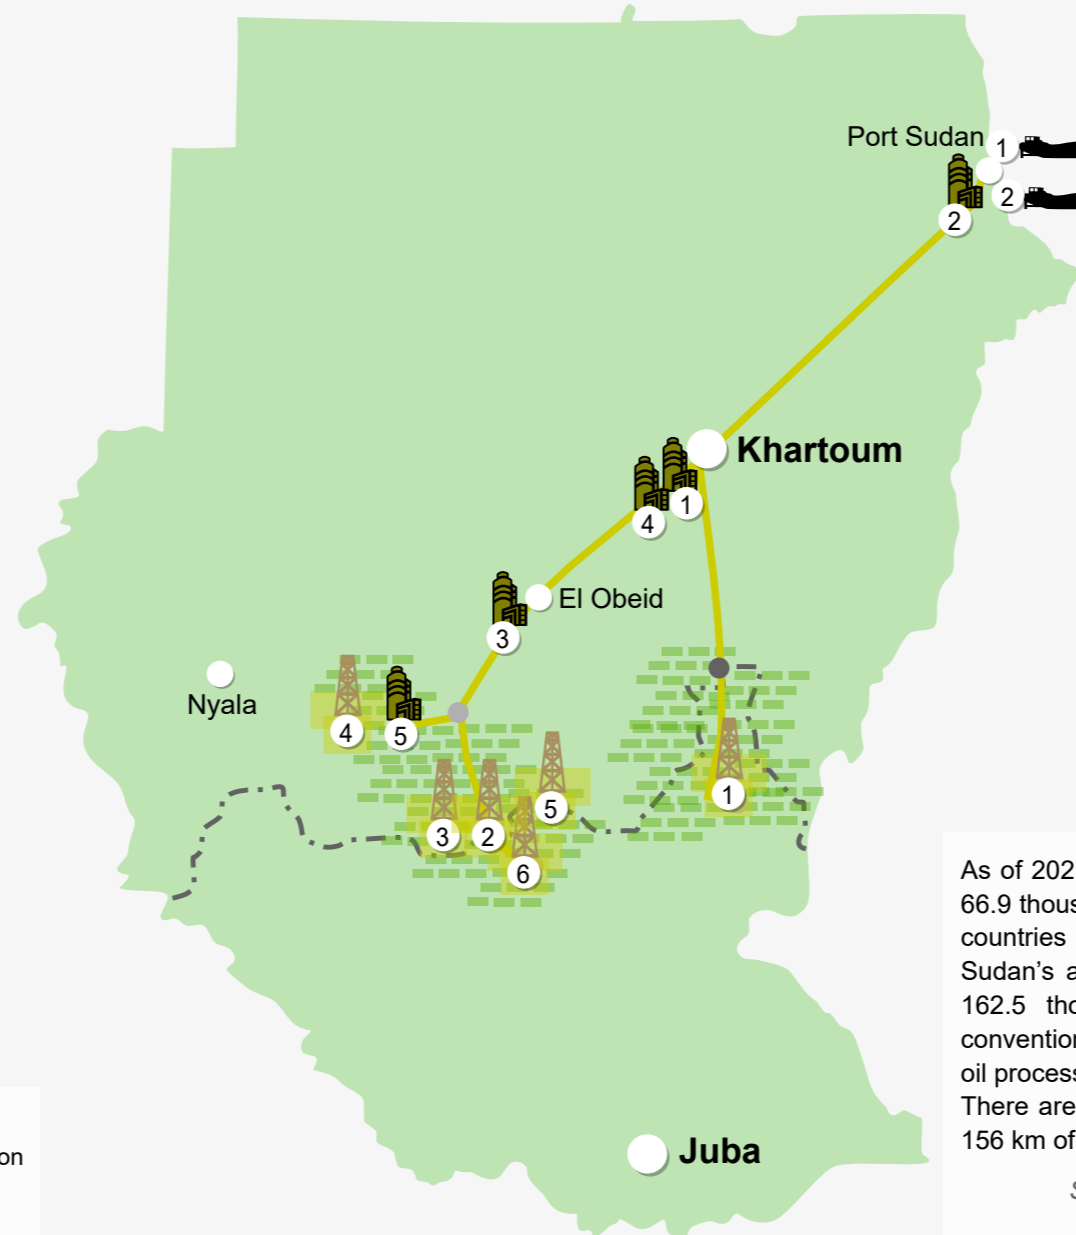 Port Sudan
1
2
2
Khartoum
1
4
El Obeid
3
Nyala
4
5
1
5
3
2
6
As of 202
66.9 thous
countries
Sudan's a
162.5 tho
convention
oil process
There are
156 km of
on
Juba